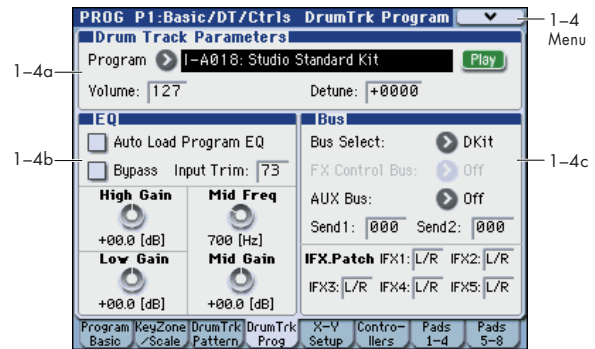 PROG P1:Basic/DT/Ctrls DrumTrk Program
1–4
Menu
Drum Track Parameters
1–4a
Program I-A018: Studio Standard Kit Play
Volume: 127 Detune: +0000
EQ
Bus
1–4b
Auto Load Program EQ
Bypass Input Trim: 73
High Gain Mid Freq
+00.0 [dB] 700 [Hz]
Low Gain Mid Gain
+00.0 [dB] +00.0 [dB]
1–4c
Bus Select: DKit
FX Control Bus: Off
AUX Bus: Off
Send1: 000 Send2: 000
IFX.Patch IFX1: L/R IFX2: L/R
IFX3: L/R IFX4: L/R IFX5: L/R
Program Basic
KeyZone /Scale
DrumTrk Pattern
DrumTrk Prog
X-Y Setup
Contro- llers
Pads 1-4
Pads 5-8